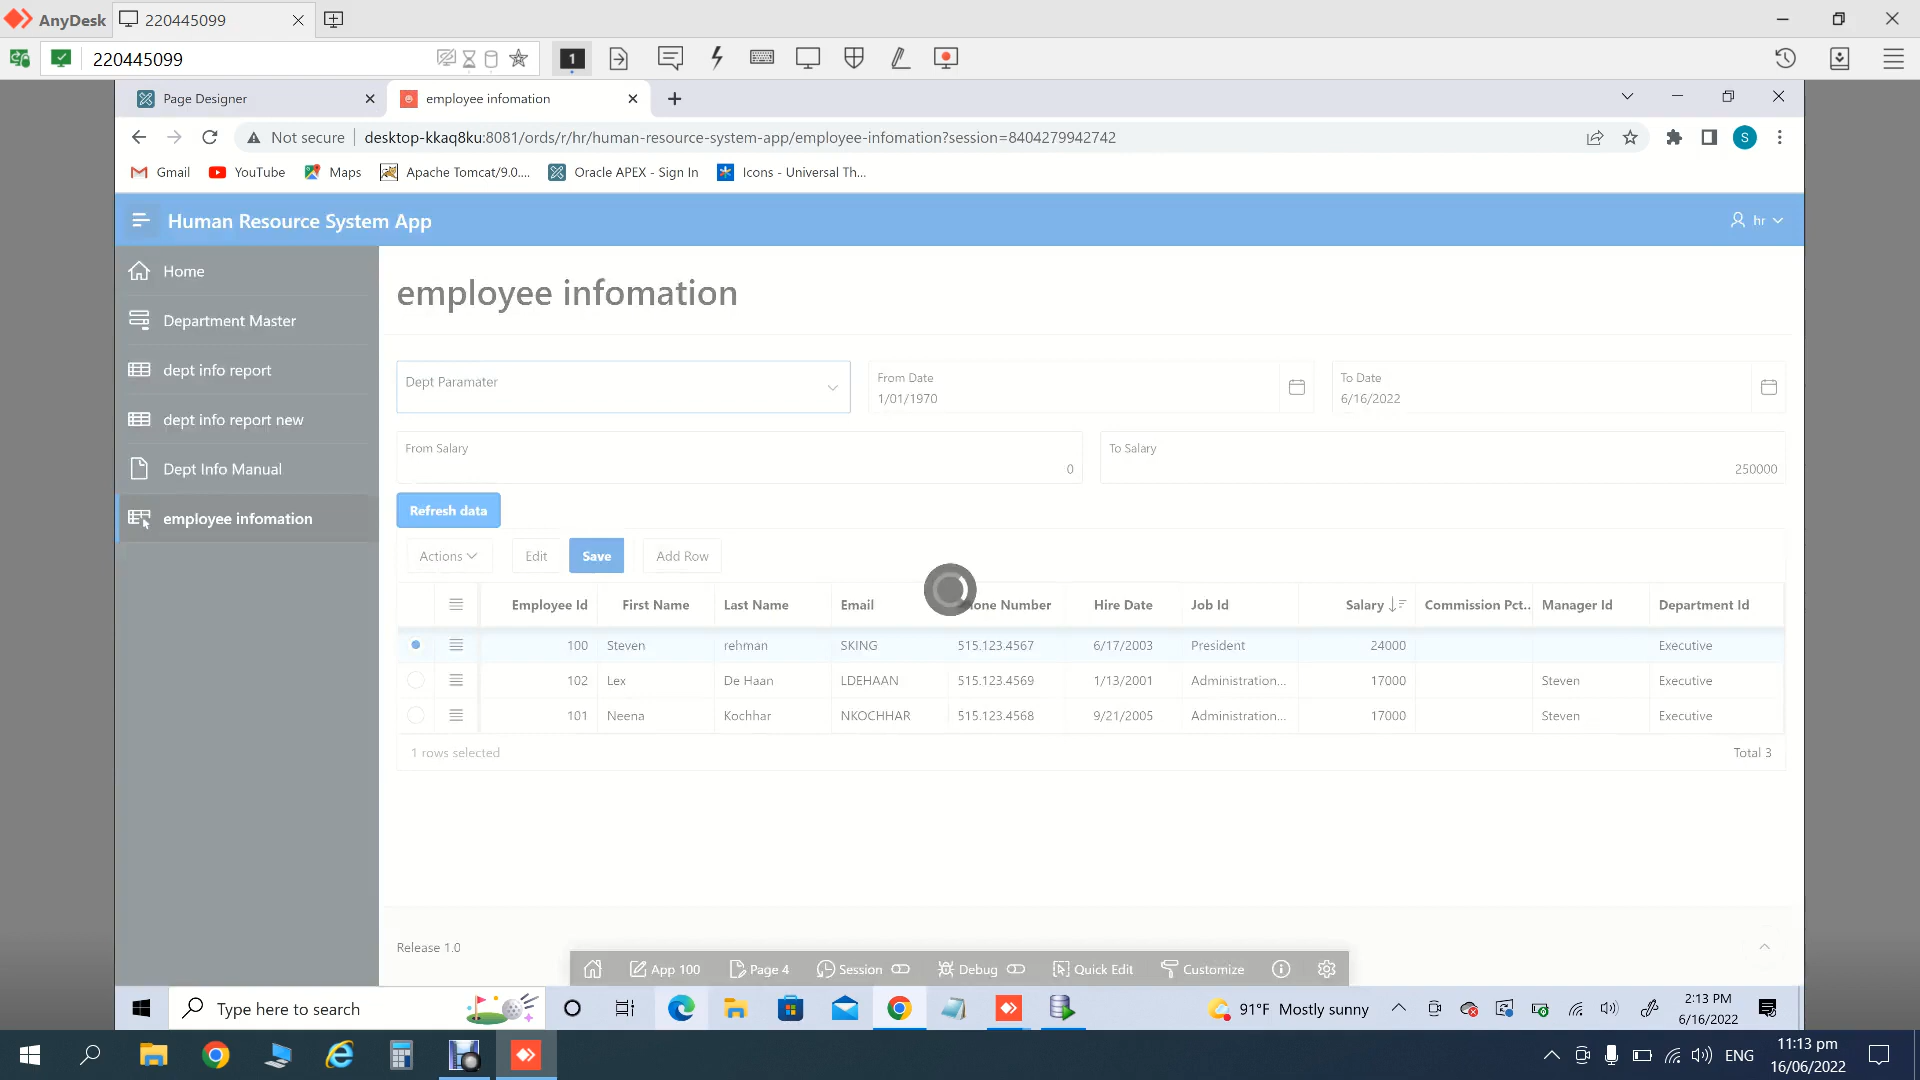 AnyDesk 220445099
220445099 1
Page Designer employee infomation
Not secure desktop-kkaq8ku:8081/ords/r/hr/human-resource-system-app/employee-infomation?session=8404279942742 S
Gmail YouTube Maps Apache Tomcat/9.0.... Oracle APEX - Sign In Icons - Universal Th...
Human Resource System App hr
Home
Department Master
dept info report
dept info report new
Dept Info Manual
employee infomation
employee infomation
Dept Paramater
From Date
1/01/1970
To Date
6/16/2022
From Salary
0
To Salary
250000
Refresh data
Actions Edit Save Add Row
Employee Id First Name Last Name Email one Number Hire Date Job Id Salary Commission Pct.. Manager Id Department Id
100 Steven rehman SKING 515.123.4567 6/17/2003 President 24000 Executive
102 Lex De Haan LDEHAAN 515.123.4569 1/13/2001 Administration... 17000 Steven Executive
101 Neena Kochhar NKOCHHAR 515.123.4568 9/21/2005 Administration... 17000 Steven Executive
1 rows selected Total 3
Release 1.0
App 100 Page 4 Session Debug Quick Edit Customize
Type here to search 91°F Mostly sunny 2:13 PM
6/16/2022
ENG 11:13 pm
16/06/2022